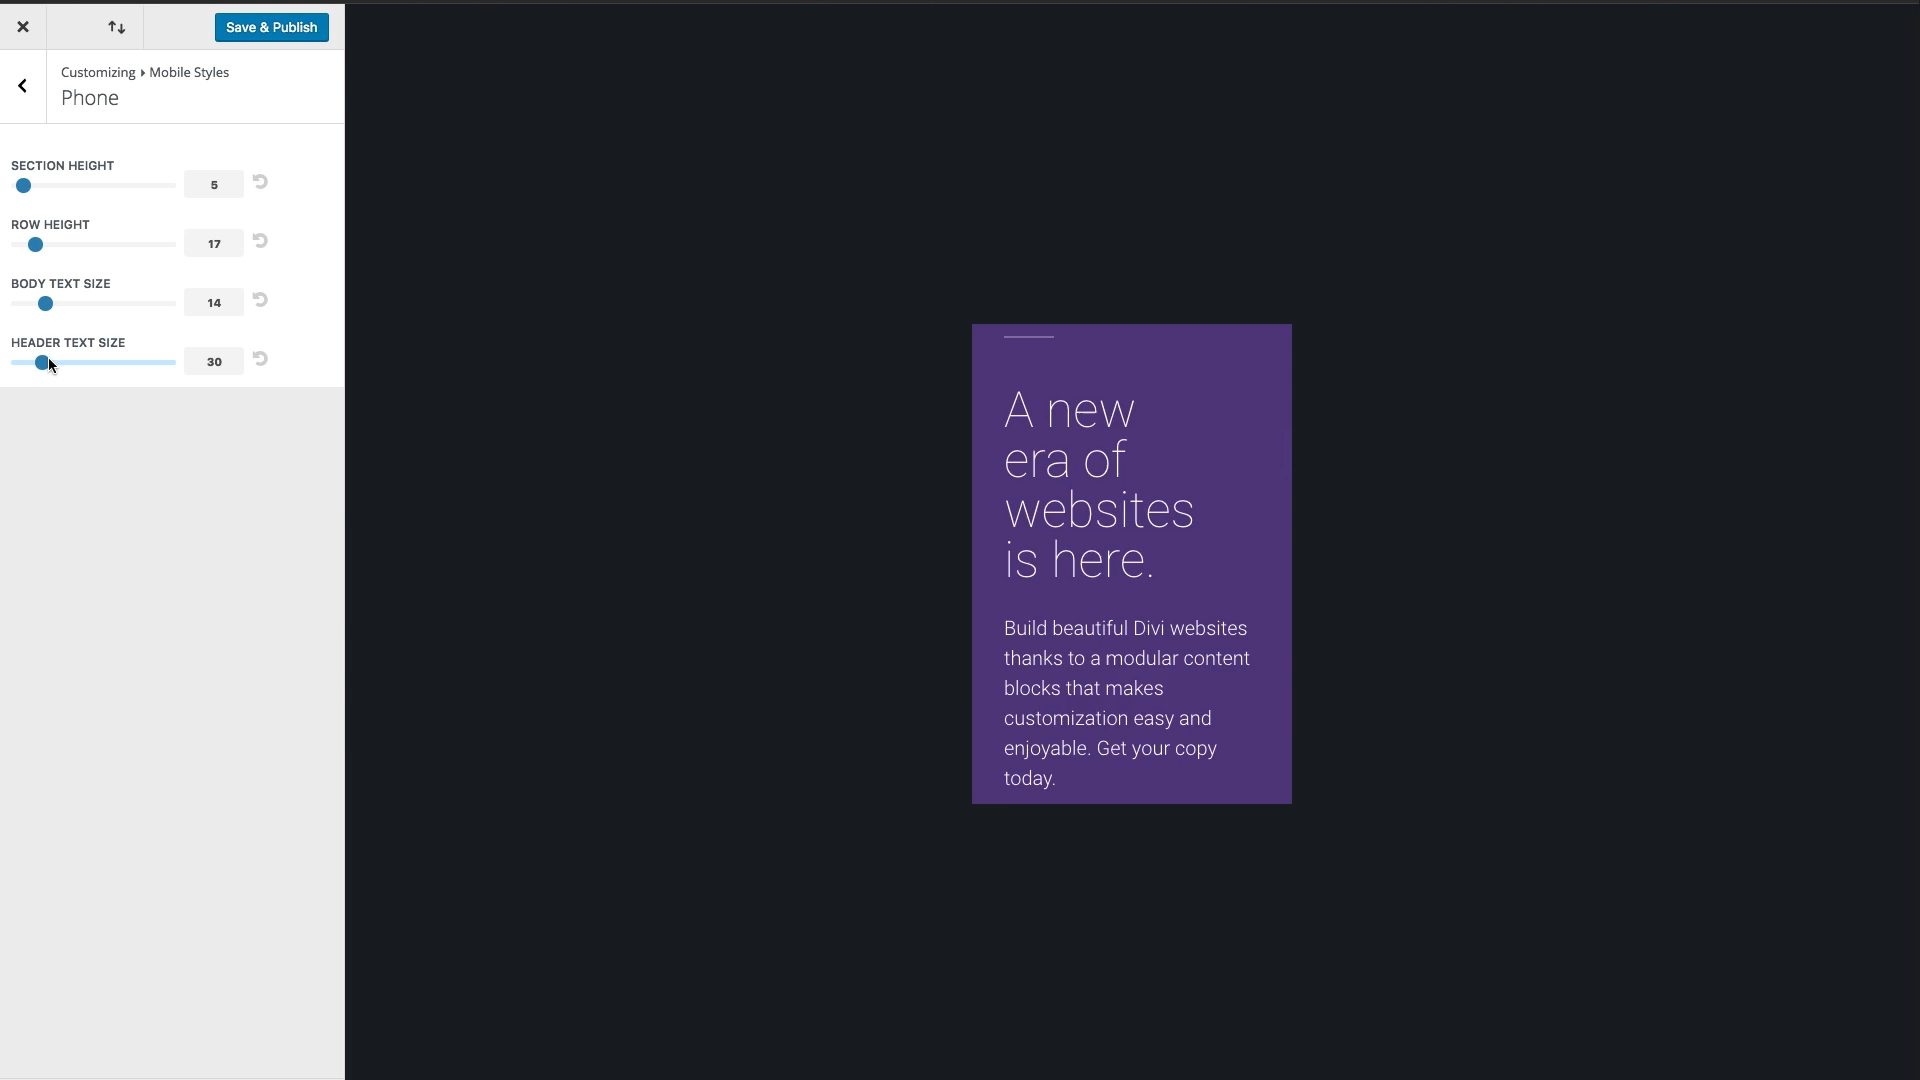 Save & Publish
Customizing ▸ Mobile Styles
Phone
SECTION HEIGHT
5
ROW HEIGHT
17
BODY TEXT SIZE
14
HEADER TEXT SIZE
30
A new
era of
websites
is here.
Build beautiful Divi websites
thanks to a modular content
blocks that makes
customization easy and
enjoyable. Get your copy
today.